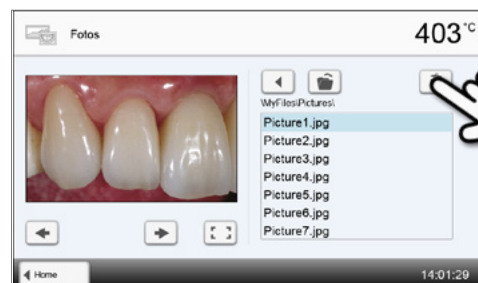 Fotos
403 °C
\MyFiles\Pictures\
Picture1.jpg
Picture2.jpg
Picture3.jpg
Picture4.jpg
Picture5.jpg
Picture6.jpg
Picture7.jpg
Home
14:01:29